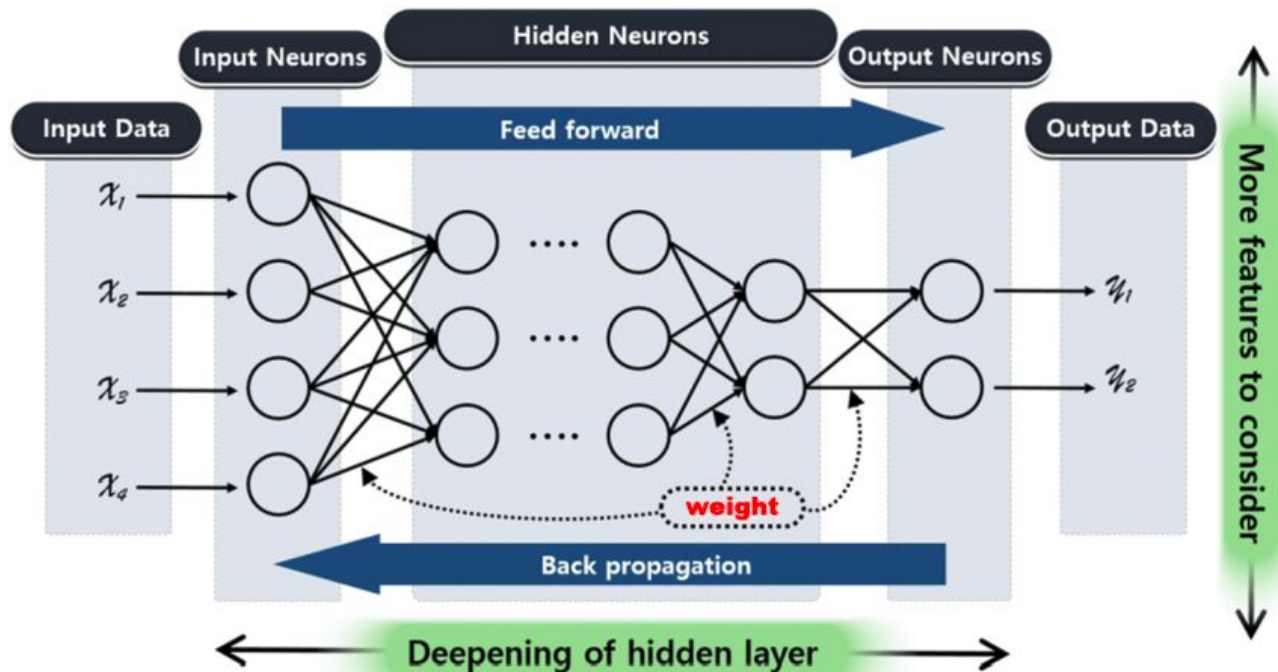 Hidden Neurons
Input Neurons
Output Neurons
Input Data
Feed forward
Output Data
x₁
x₂
x₃
x₄
y₁
y₂
weight
Back propagation
Deepening of hidden layer
More features to consider